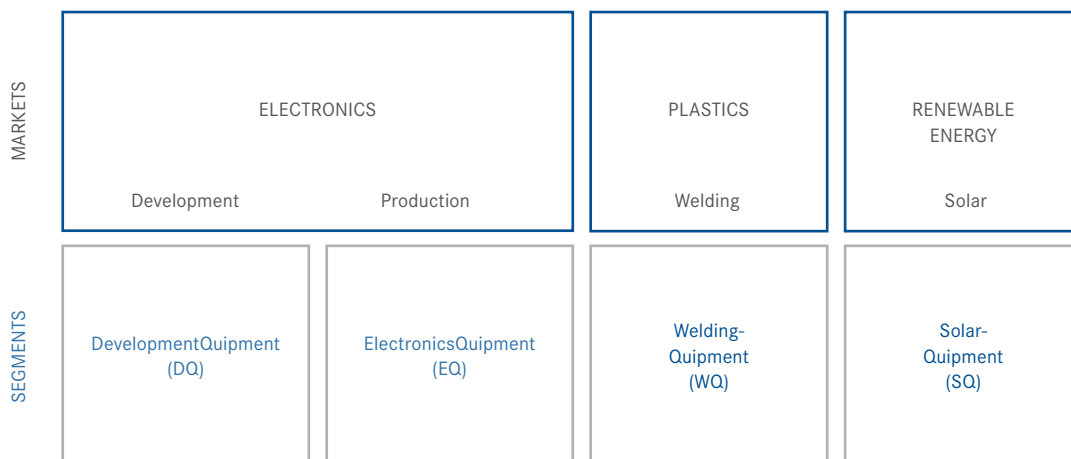 MARKETS
ELECTRONICS
Development
Production
PLASTICS
Welding
RENEWABLE
ENERGY
Solar
SEGMENTS
DevelopmentQuipment
(DQ)
ElectronicsQuipment
(EQ)
Welding-
Quipment
(WQ)
Solar-
Quipment
(SQ)